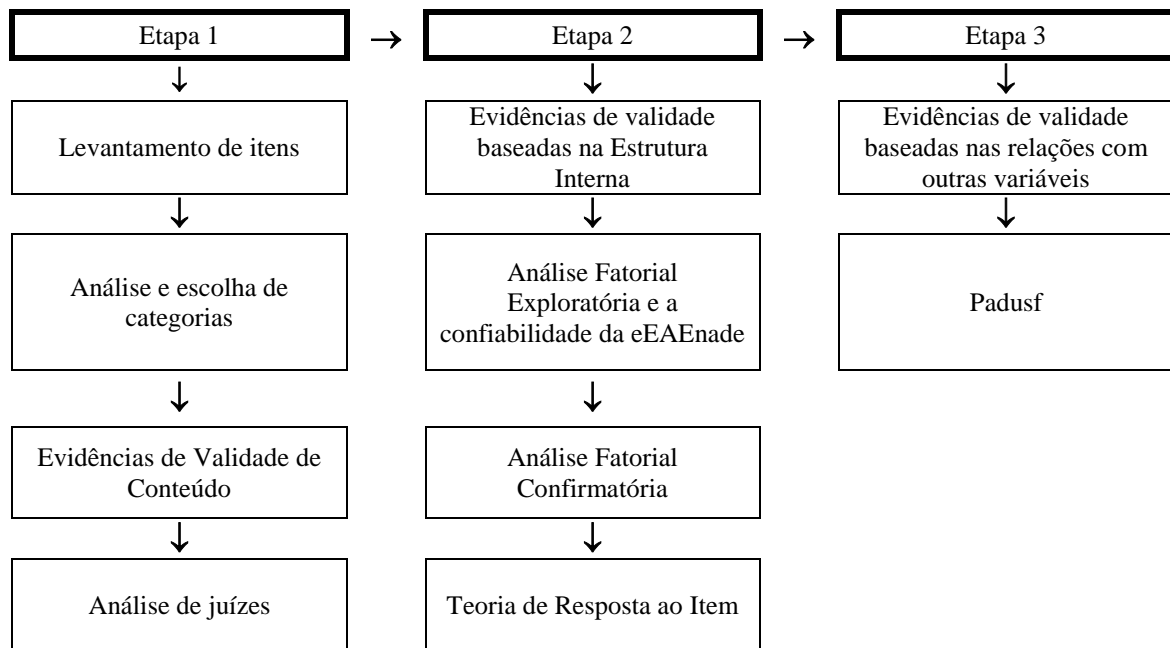 Etapa 1
→
Etapa 2
→
Etapa 3
↓
↓
↓
Levantamento de itens
Evidências de validade
baseadas na Estrutura
Interna
Evidências de validade
baseadas nas relações com
outras variáveis
↓
↓
↓
Análise e escolha de
categorias
Análise Fatorial
Exploratória e a
confiabilidade da eEAEnade
Padusf
↓
↓
Evidências de Validade de
Conteúdo
Análise Fatorial
Confirmatória
↓
↓
Análise de juízes
Teoria de Resposta ao Item